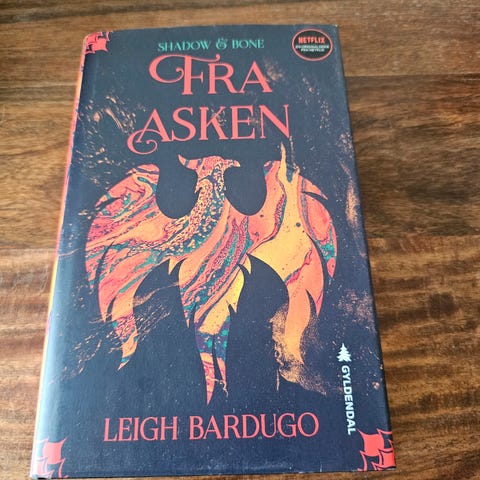 SHADOW & BONE
NETFLIX
FRA
ASKEN
GYLDENDAL
LEIGH BARDUGO